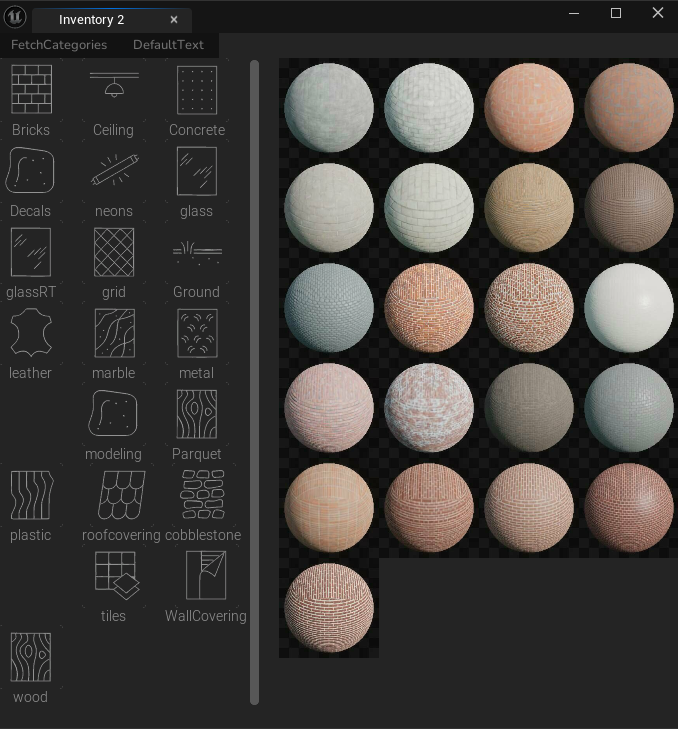 Inventory 2
FetchCategories DefaultText
Bricks Ceiling Concrete
Decals neons glass
glassRT grid Ground
leather marble metal
modeling Parquet
plastic roofcovering cobblestone
tiles WallCovering
wood